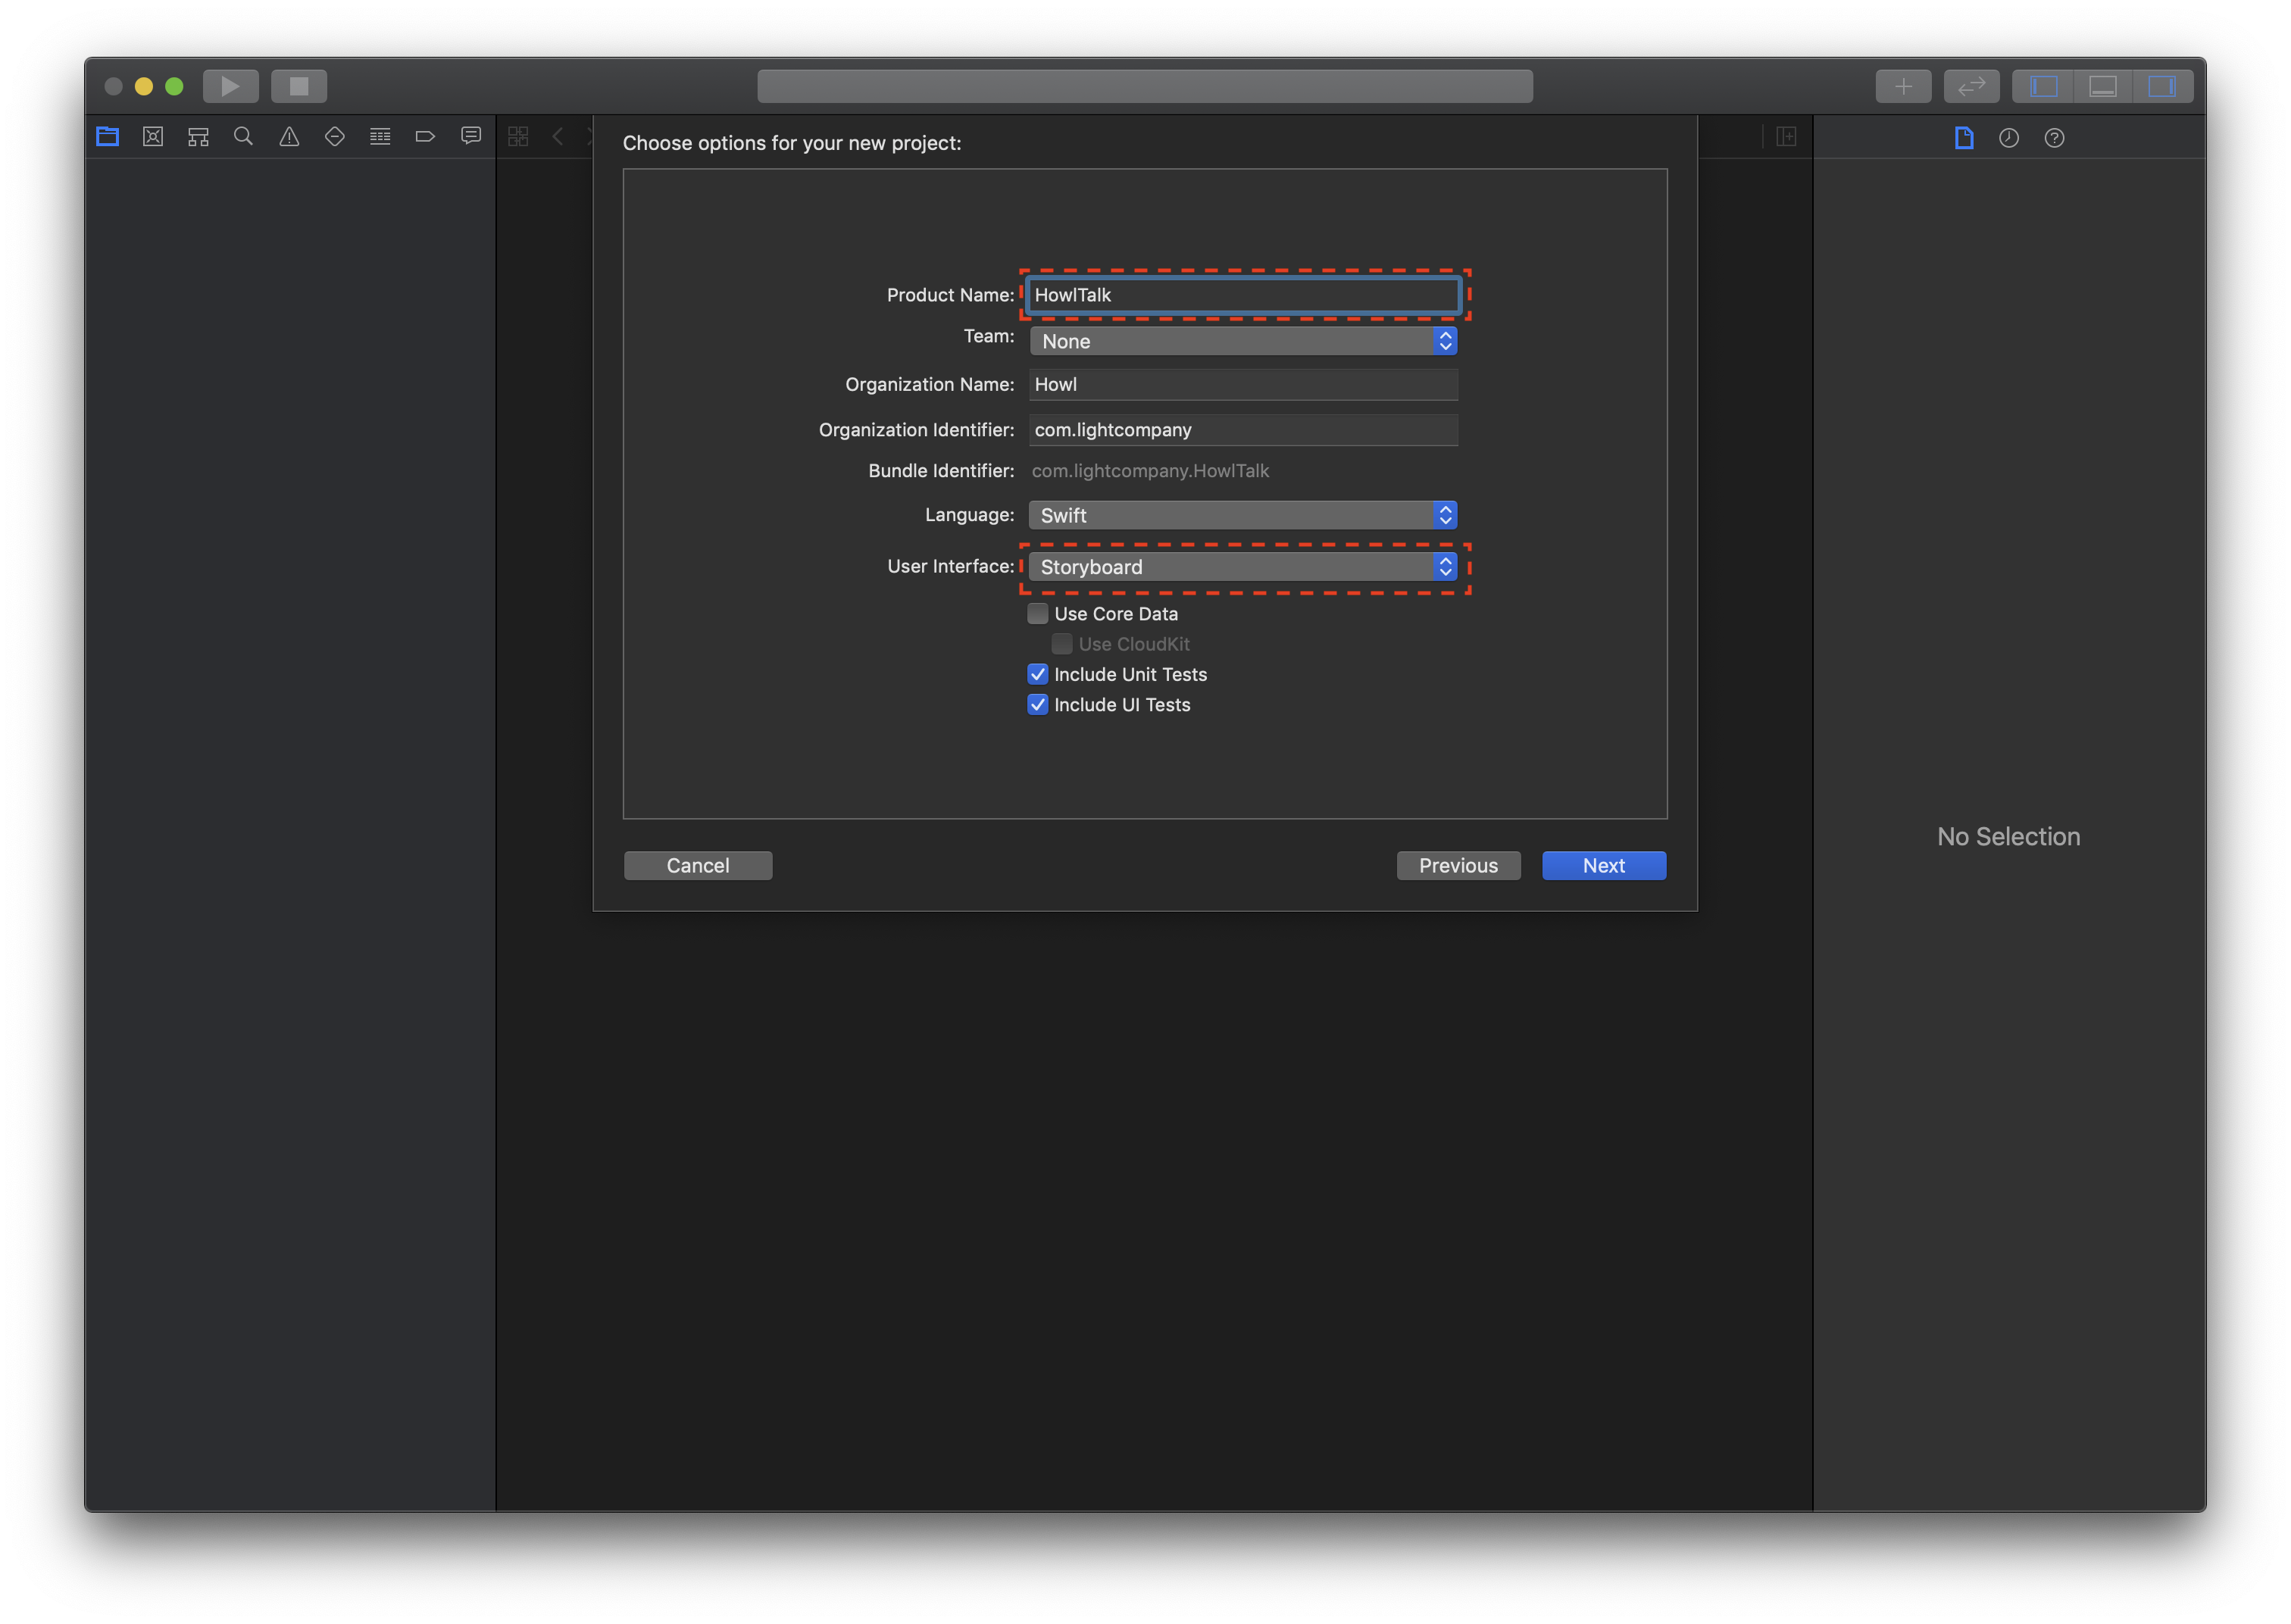 Choose options for your new project:
Product Name: HowlTalk
Team: None
Organization Name: Howl
Organization Identifier: com.lightcompany
Bundle Identifier: com.lightcompany.HowlTalk
Language: Swift
User Interface: Storyboard
Use Core Data
Use CloudKit
Include Unit Tests
Include UI Tests
No Selection
Cancel Previous Next